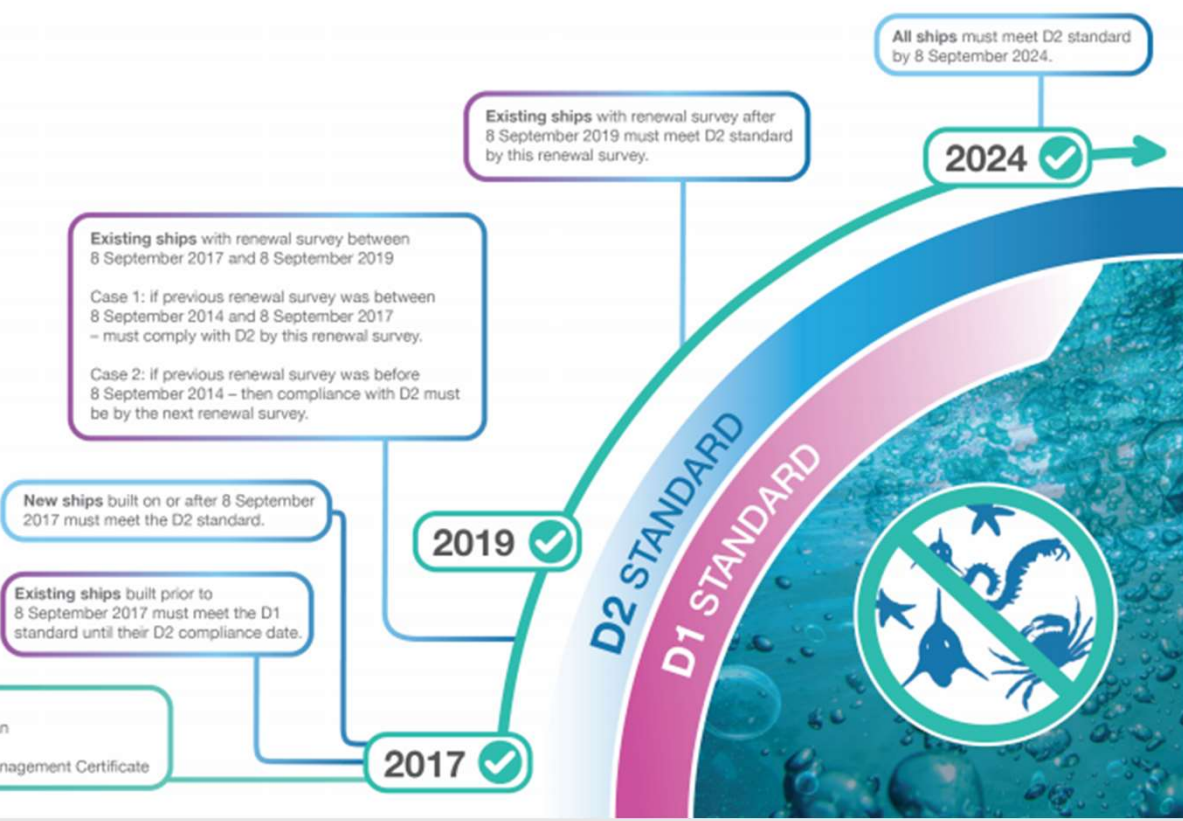 All ships must meet D2 standard
by 8 September 2024.
Existing ships with renewal survey after
8 September 2019 must meet D2 standard
by this renewal survey.
2024
Existing ships with renewal survey between
8 September 2017 and 8 September 2019
Case 1: if previous renewal survey was between
8 September 2014 and 8 September 2017
– must comply with D2 by this renewal survey.
Case 2: if previous renewal survey was before
8 September 2014 – then compliance with D2 must
be by the next renewal survey.
New ships built on or after 8 September
2017 must meet the D2 standard.
2019
D2 STANDARD
D1 STANDARD
Existing ships built prior to
8 September 2017 must meet the D1
standard until their D2 compliance date.
n
nagement Certificate
2017